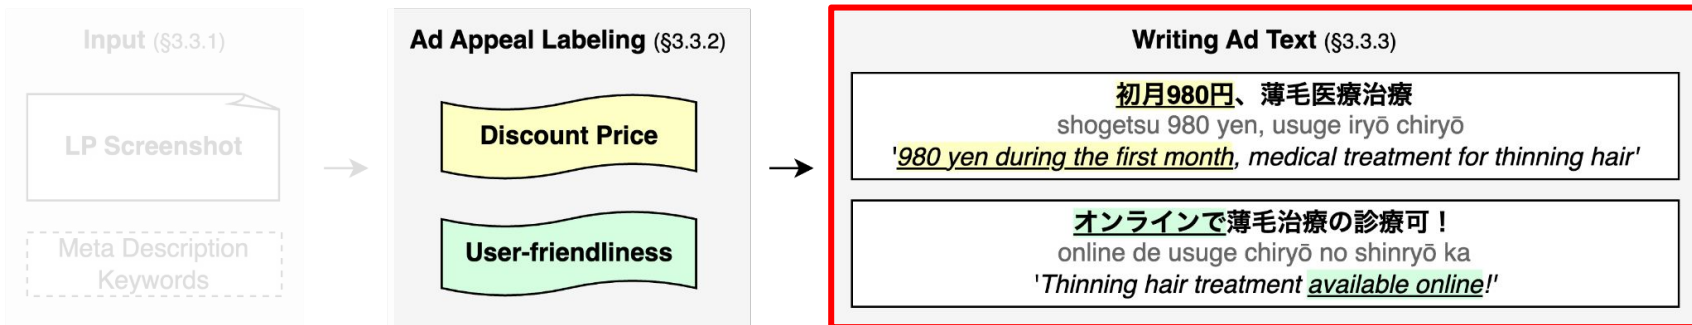 Input (§3.3.1)
LP Screenshot
Meta Description
Keywords
Ad Appeal Labeling (§3.3.2)
Discount Price
User-friendliness
Writing Ad Text (§3.3.3)
初月980円、薄毛医療治療
shogetsu 980 yen, usuge iryō chiryō
'980 yen during the first month, medical treatment for thinning hair'
オンラインで薄毛治療の診療可！
online de usuge chiryō no shinryō ka
'Thinning hair treatment available online!'